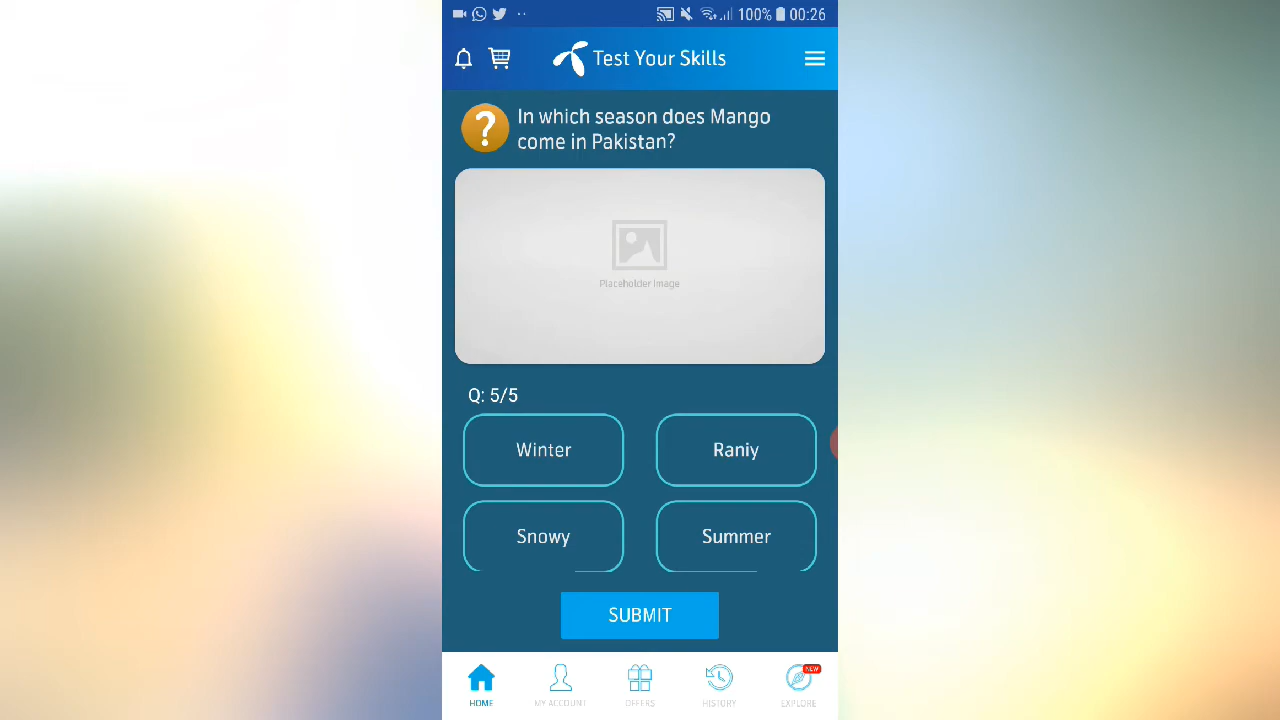 100% 00:26
Test Your Skills
In which season does Mango
come in Pakistan?
Placeholder Image
Q: 5/5
Winter
Raniy
Snowy
Summer
SUBMIT
HOME
MY ACCOUNT
OFFERS
HISTORY
NEW
EXPLORE